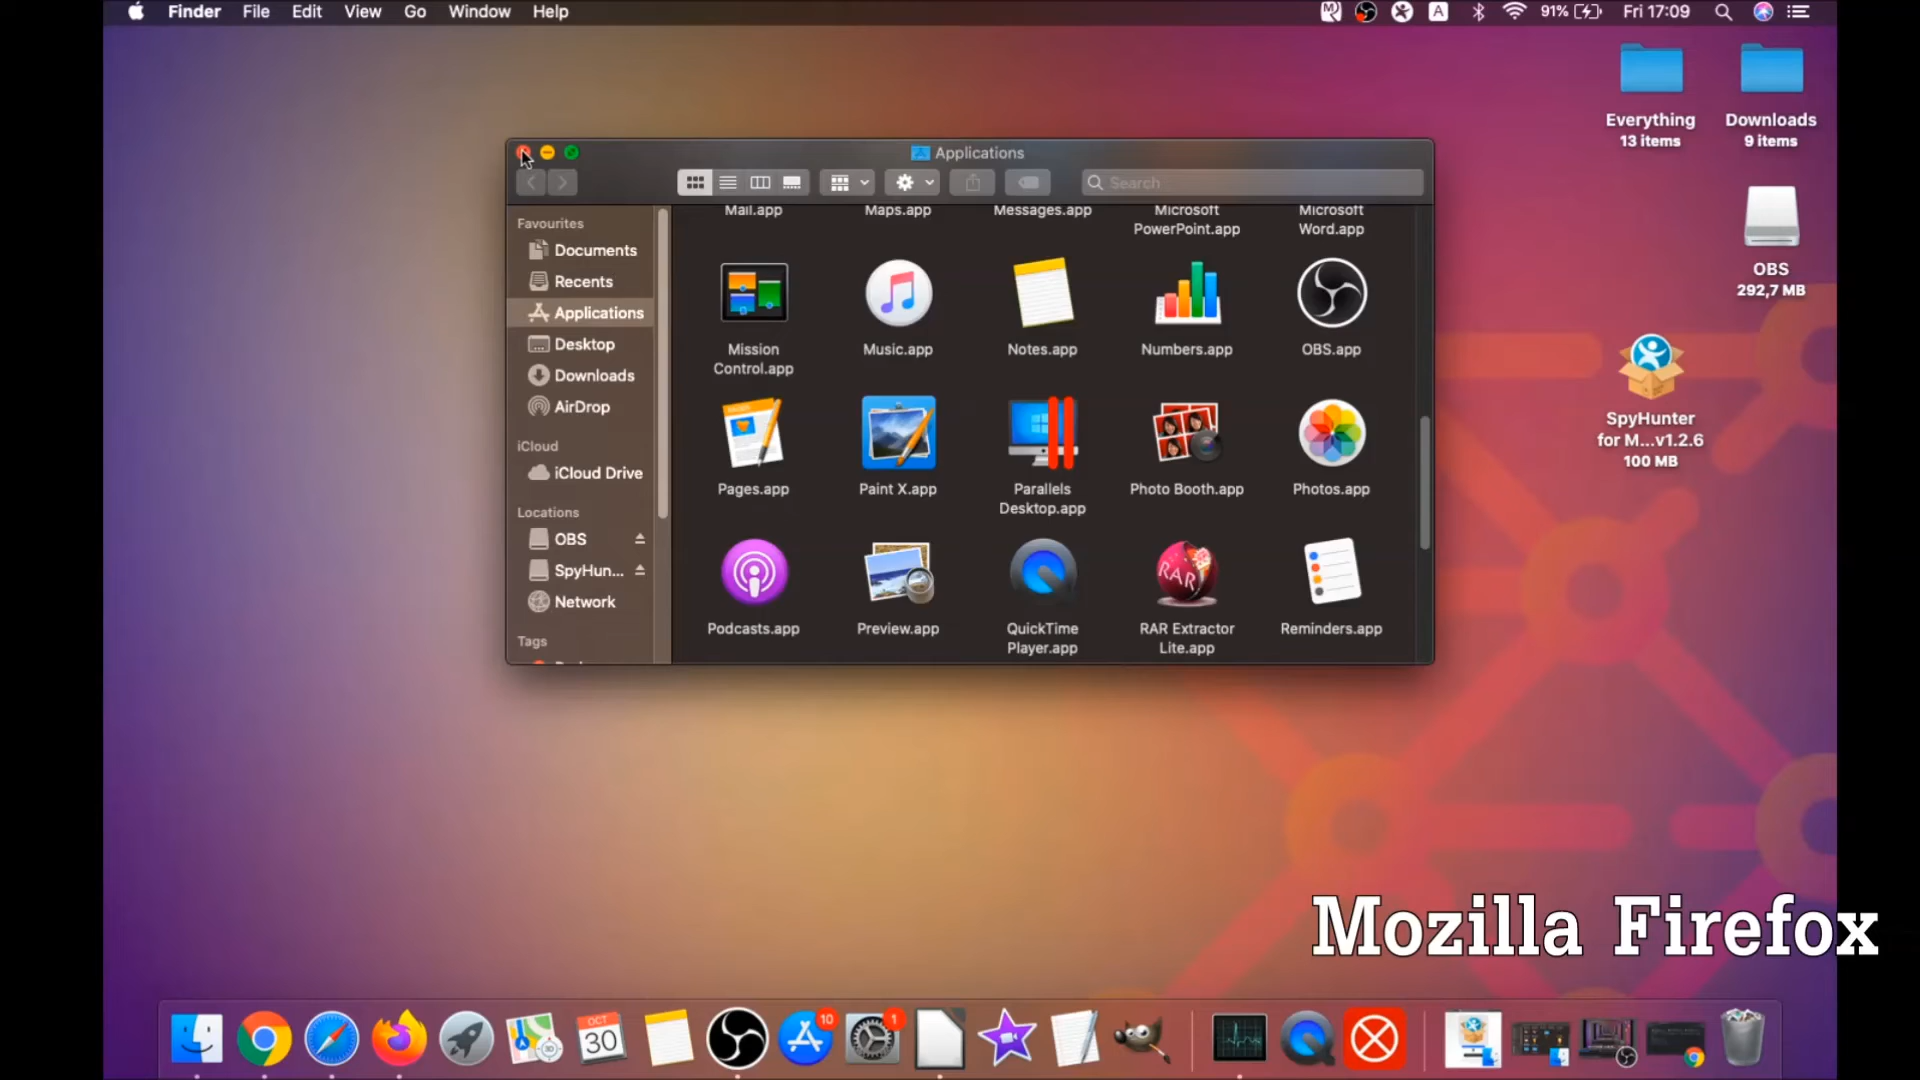 Finder File Edit View Go Window Help
A 91% Fri 17:09
Everything
13 items
Downloads
9 items
OBS
292,7 MB
SpyHunter
for M...v1.2.6
100 MB
Applications
Search
Favourites
Documents
Recents
Applications
Desktop
Downloads
AirDrop
iCloud
iCloud Drive
Locations
OBS
SpyHun...
Network
Tags
Mail.app
Maps.app
Messages.app
Microsoft
PowerPoint.app
Microsoft
Word.app
Mission
Control.app
Music.app
Notes.app
Numbers.app
OBS.app
Pages.app
Paint X.app
Parallels
Desktop.app
Photo Booth.app
Photos.app
Podcasts.app
Preview.app
QuickTime
Player.app
RAR
RAR Extractor
Lite.app
Reminders.app
Mozilla Firefox
OCT
30
10
1